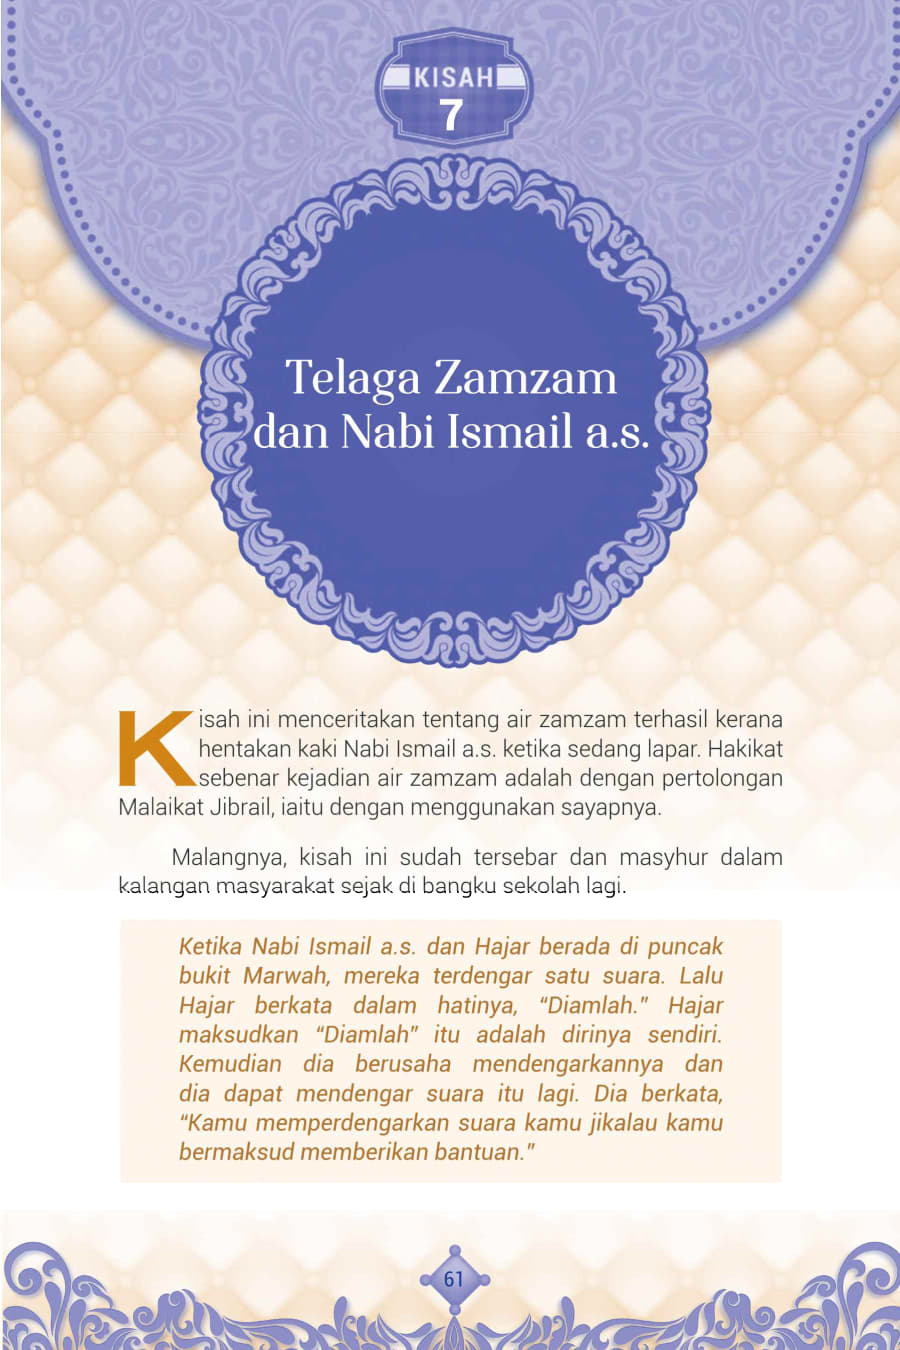 KISAH
7
Telaga Zamzam
dan Nabi Ismail a.s.
Kisah ini menceritakan tentang air zamzam terhasil kerana
hentakan kaki Nabi Ismail a.s. ketika sedang lapar. Hakikat
sebenar kejadian air zamzam adalah dengan pertolongan
Malaikat Jibrail, iaitu dengan menggunakan sayapnya.
Malangnya, kisah ini sudah tersebar dan masyhur dalam
kalangan masyarakat sejak di bangku sekolah lagi.
Ketika Nabi Ismail a.s. dan Hajar berada di puncak
bukit Marwah, mereka terdengar satu suara. Lalu
Hajar berkata dalam hatinya, “Diamlah.” Hajar
maksudkan “Diamlah” itu adalah dirinya sendiri.
Kemudian dia berusaha mendengarkannya dan
dia dapat mendengar suara itu lagi. Dia berkata,
“Kamu memperdengarkan suara kamu jikalau kamu
bermaksud memberikan bantuan.”
61